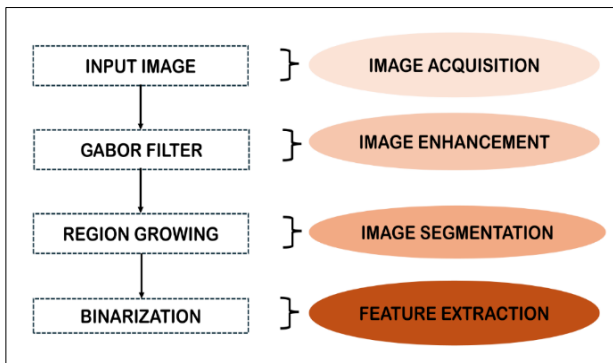 INPUT IMAGE
IMAGE ACQUISITION
GABOR FILTER
IMAGE ENHANCEMENT
REGION GROWING
IMAGE SEGMENTATION
BINARIZATION
FEATURE EXTRACTION